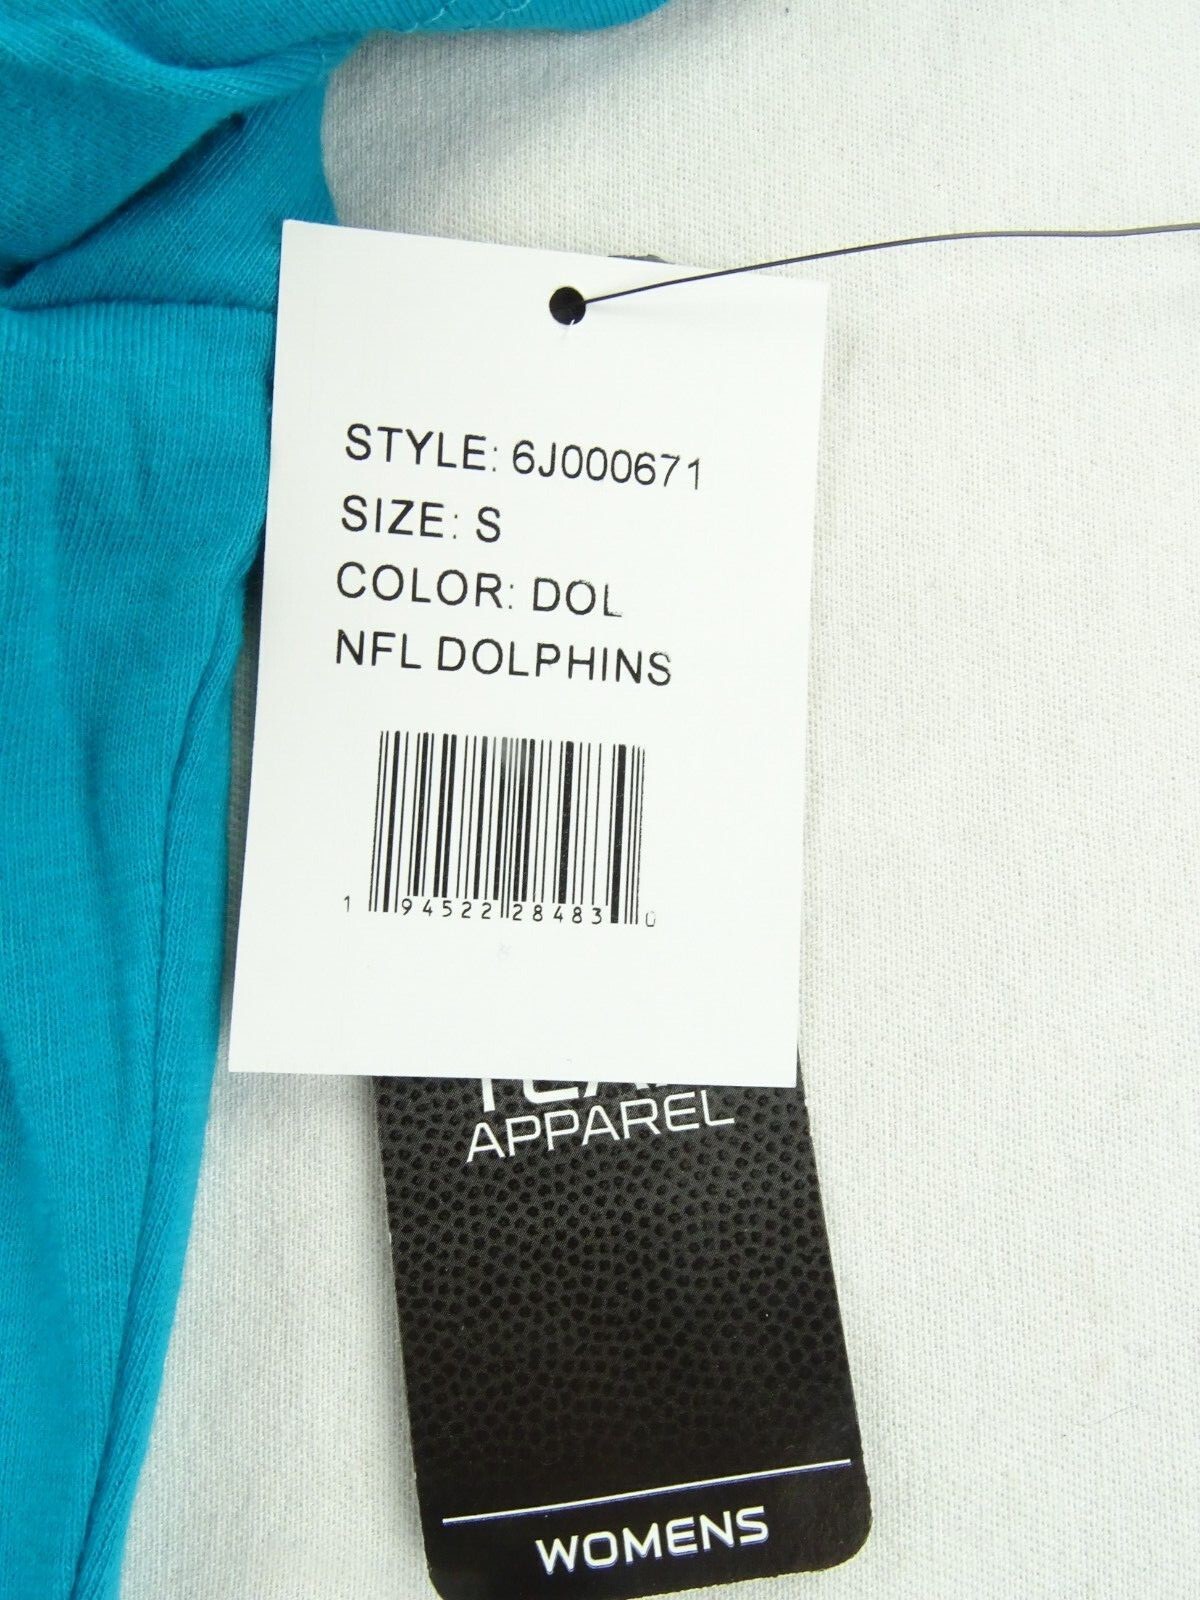 STYLE: 6J000671
SIZE: S
COLOR: DOL
NFL DOLPHINS
1 94522 28483 0
APPAREL
WOMENS